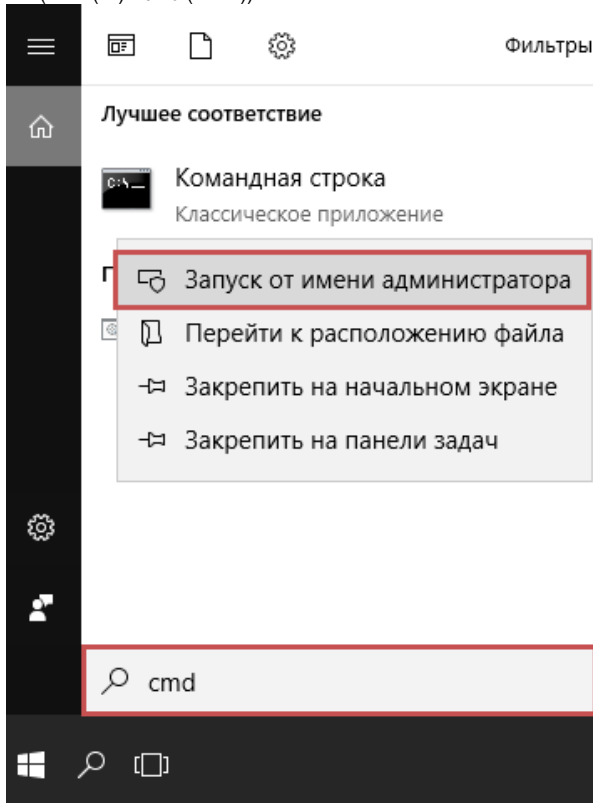 Фильтры
Лучшее соответствие
C:\
Командная строка
Классическое приложение
Запуск от имени администратора
Перейти к расположению файла
Закрепить на начальном экране
Закрепить на панели задач
cmd